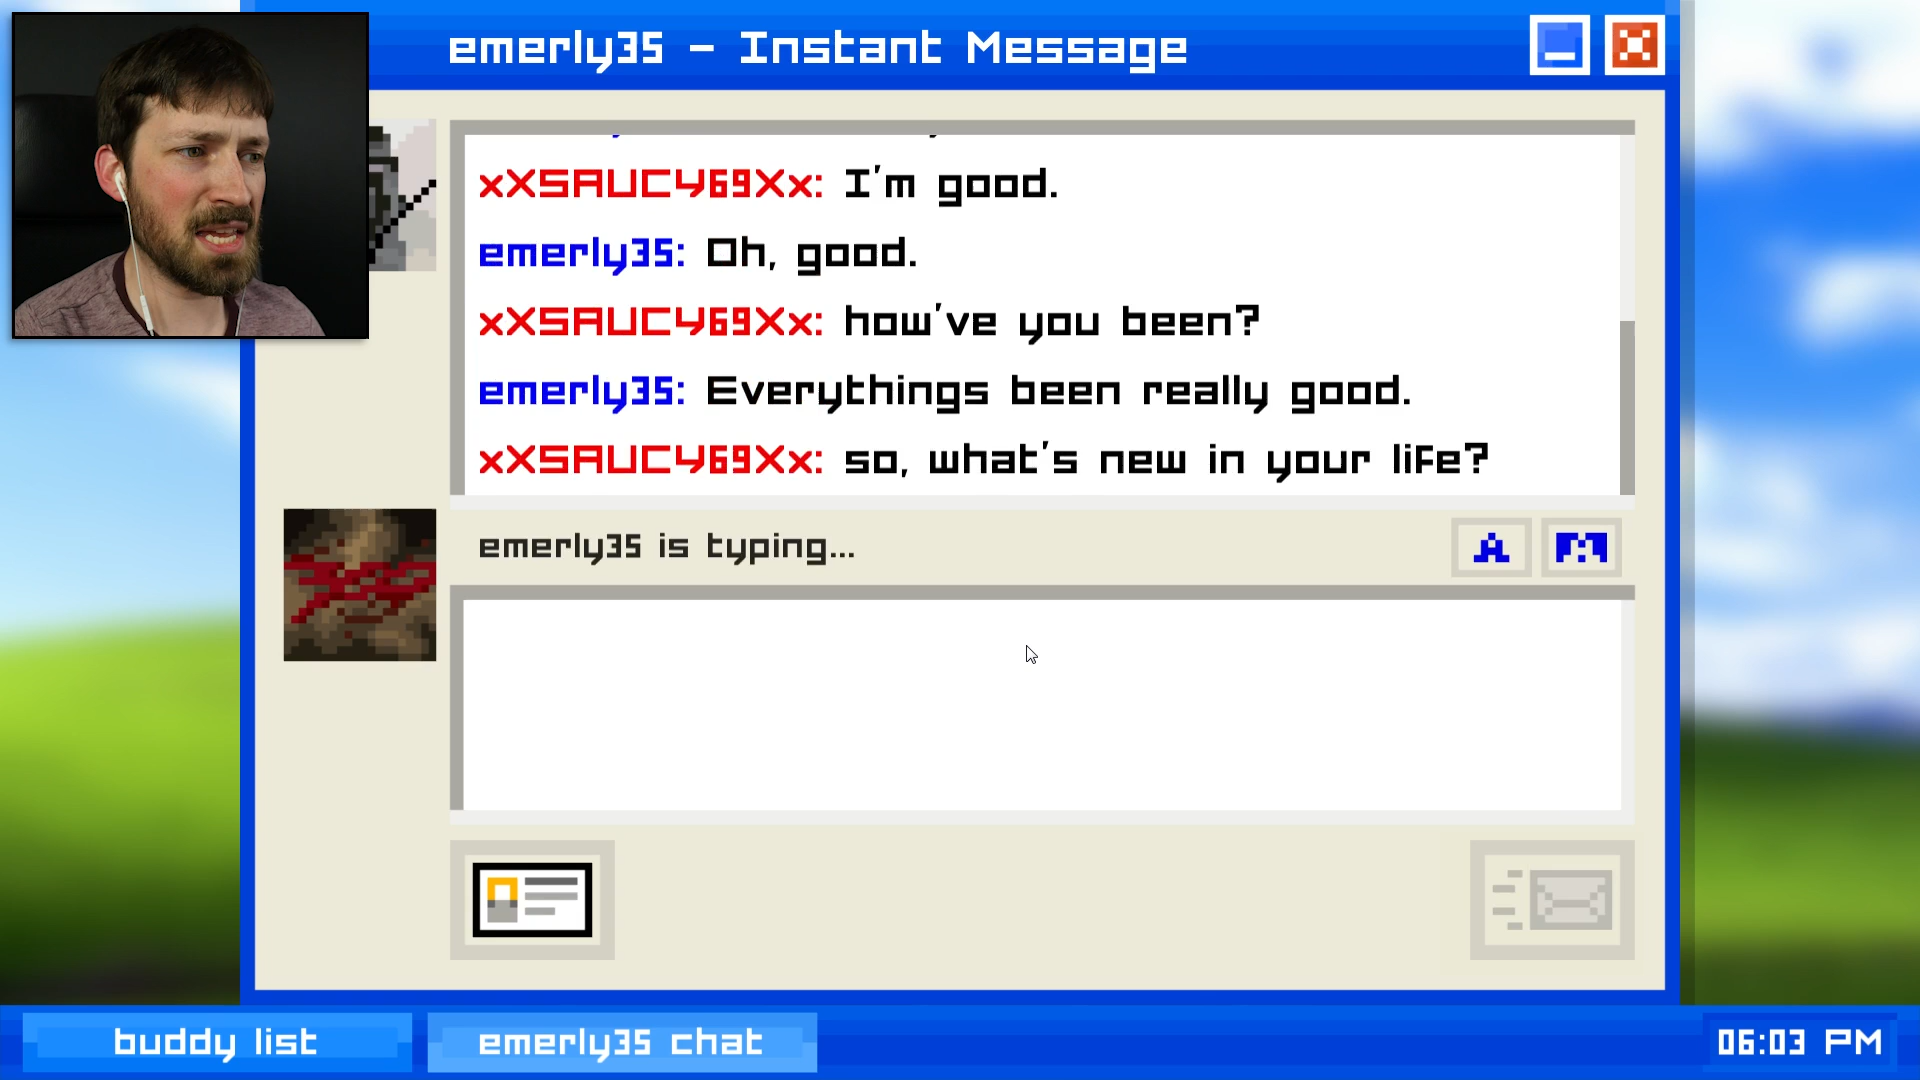 emerly35 - Instant Message
xXSAUCY69Xx: I'm good.
emerly35: Oh, good.
xXSAUCY69Xx: how've you been?
emerly35: Everythings been really good.
xXSAUCY69Xx: so, what's new in your life?
emerly35 is typing...
A
buddy list
emerly35 chat
06:03 PM